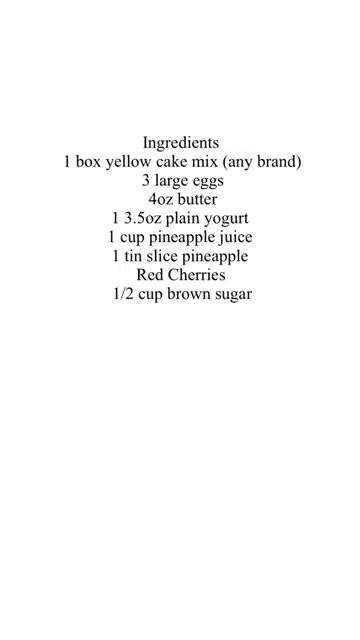 Ingredients
1 box yellow cake mix (any brand)
3 large eggs
4oz butter
1 3.5oz plain yogurt
1 cup pineapple juice
1 tin slice pineapple
Red Cherries
1/2 cup brown sugar